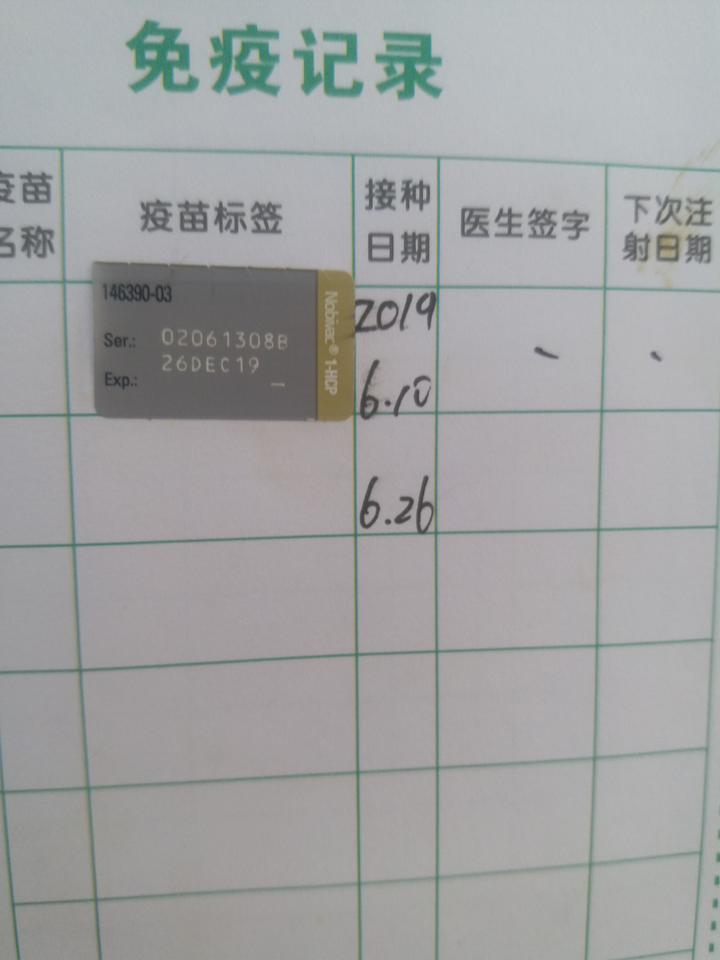 免疫记录
疫苗
名称
疫苗标签
接种
日期
医生签字
下次注
射日期
146390-03
Ser.: 02061308B
26DEC19
Exp.:
Nobivac® 1-HCP
2019
6.10
6.26